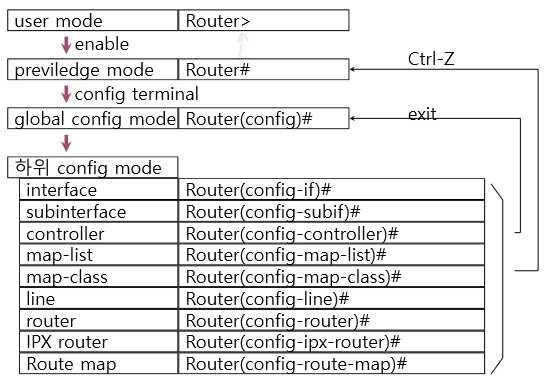 user mode Router>
enable
previledge mode Router#
Ctrl-Z
config terminal
global config mode Router(config)#
exit
하위 config mode
interface Router(config-if)#
subinterface Router(config-subif)#
controller Router(config-controller)#
map-list Router(config-map-list)#
map-class Router(config-map-class)#
line Router(config-line)#
router Router(config-router)#
IPX router Router(config-ipx-router)#
Route map Router(config-route-map)#